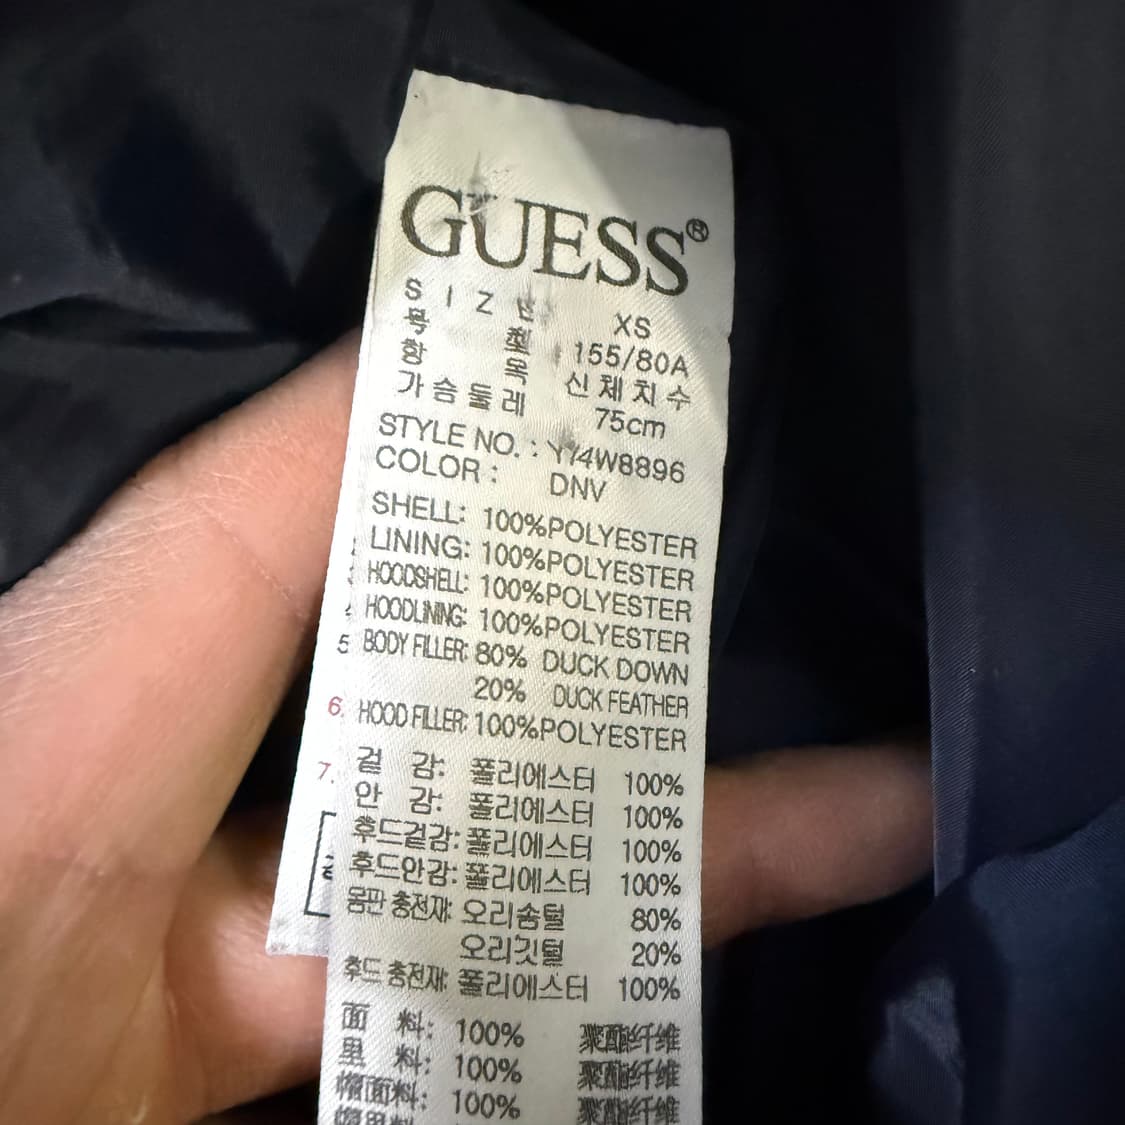 GUESS®
SIZE XS
호 型 155/80A
항 목 신체치수
가슴둘레 75cm
STYLE NO.: YI4W8896
COLOR: DNV
SHELL: 100%POLYESTER
LINING: 100%POLYESTER
HOODSHELL: 100%POLYESTER
HOODLINING: 100%POLYESTER
5 BODY FILLER: 80% DUCK DOWN
20% DUCK FEATHER
6. HOOD FILLER: 100%POLYESTER
7. 겉 감: 폴리에스터 100%
안 감: 폴리에스터 100%
후드겉감: 폴리에스터 100%
후드안감: 폴리에스터 100%
몸판 충전재: 오리솜털 80%
오리깃털 20%
후드 충전재: 폴리에스터 100%
面 料: 100% 聚酯纤维
里 料: 100% 聚酯纤维
帽面料: 100% 聚酯纤维